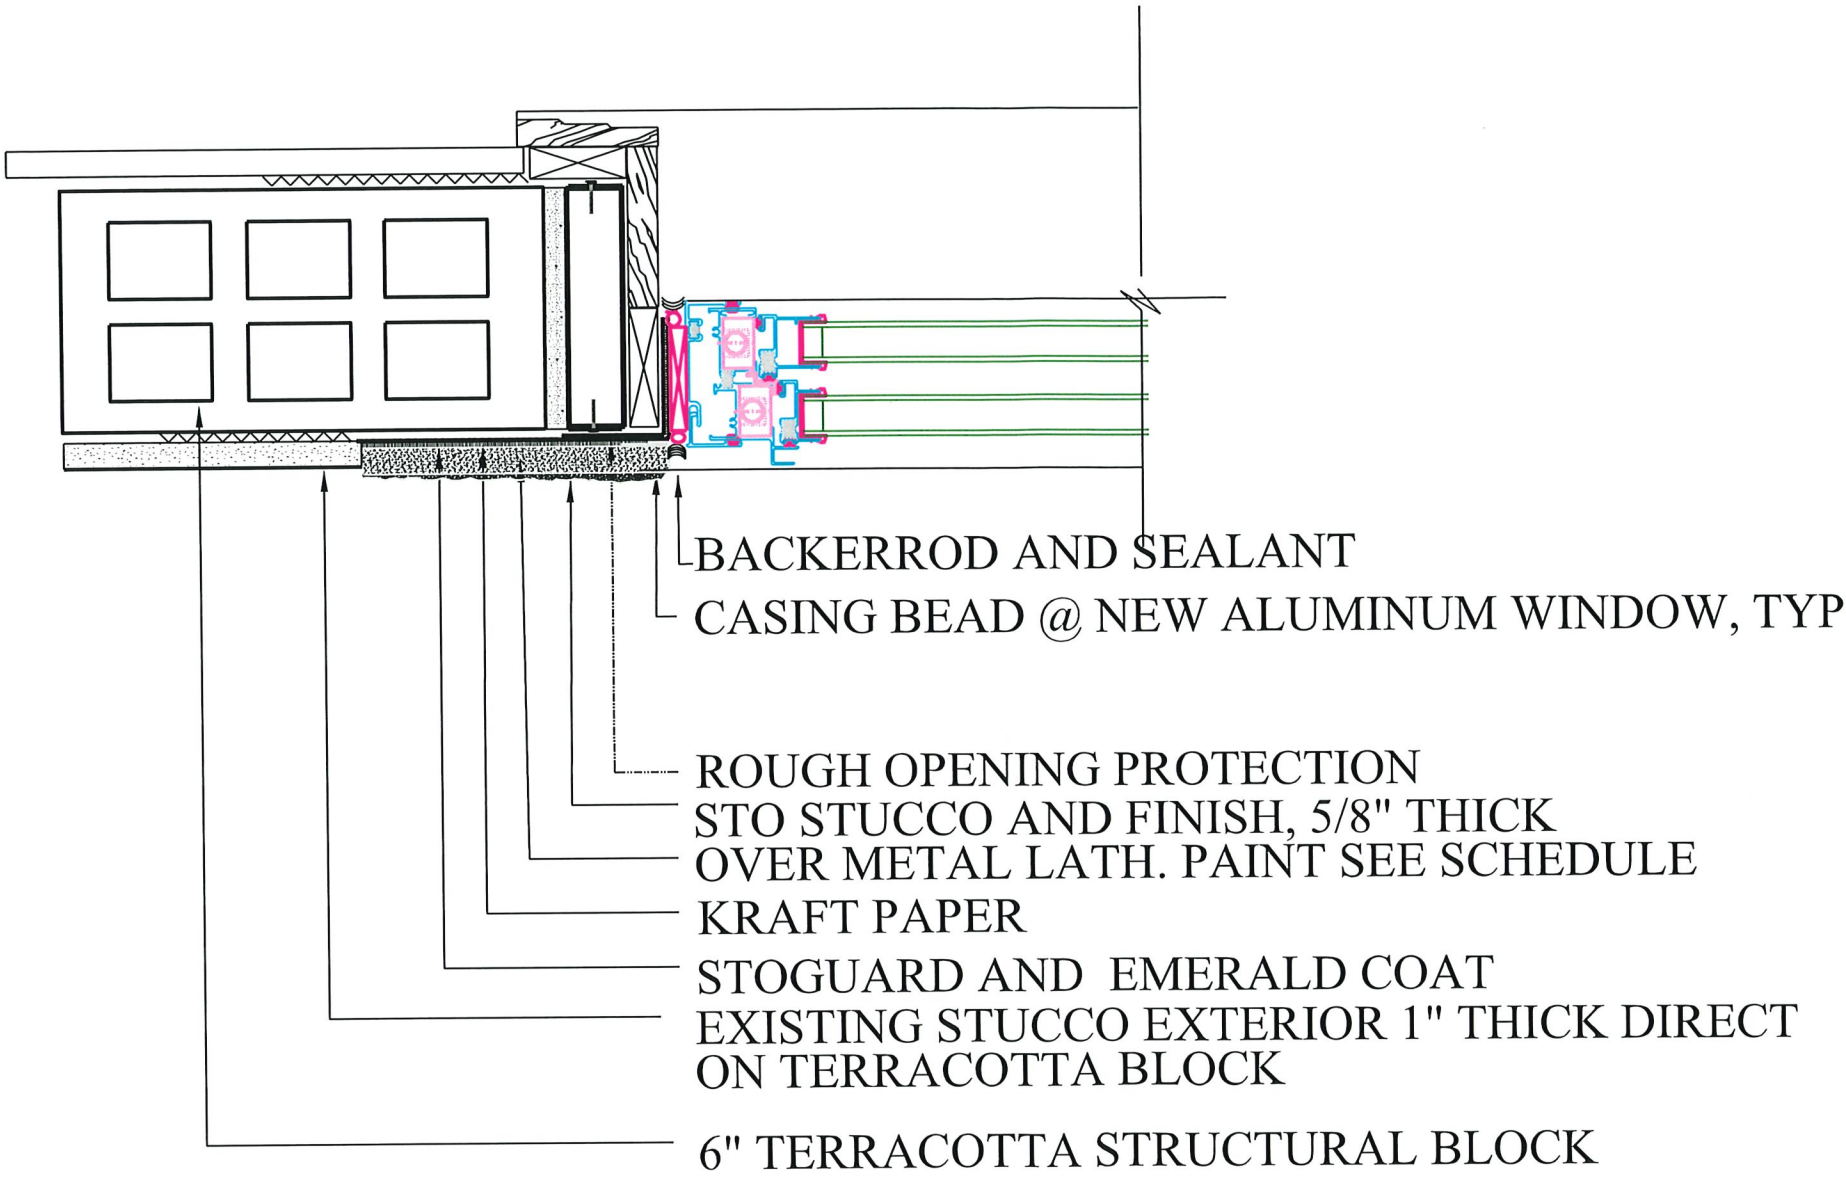 BACKERROD AND SEALANT
CASING BEAD @ NEW ALUMINUM WINDOW, TYP
ROUGH OPENING PROTECTION
STO STUCCO AND FINISH, 5/8" THICK
OVER METAL LATH. PAINT SEE SCHEDULE
KRAFT PAPER
STOGUARD AND EMERALD COAT
EXISTING STUCCO EXTERIOR 1" THICK DIRECT
ON TERRACOTTA BLOCK
6" TERRACOTTA STRUCTURAL BLOCK